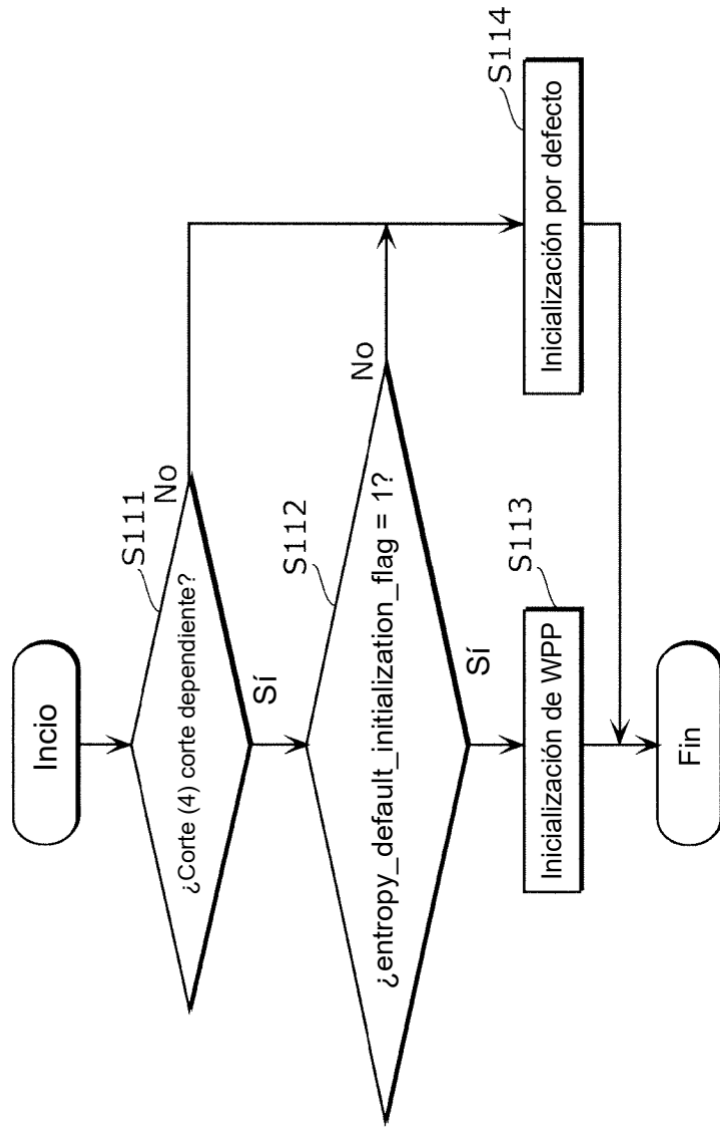 Incio
S111
¿Corte (4) corte dependiente?
No
Sí
S112
¿entropy_default_initialization_flag = 1?
No
Sí
S113
Inicialización de WPP
S114
Inicialización por defecto
Fin